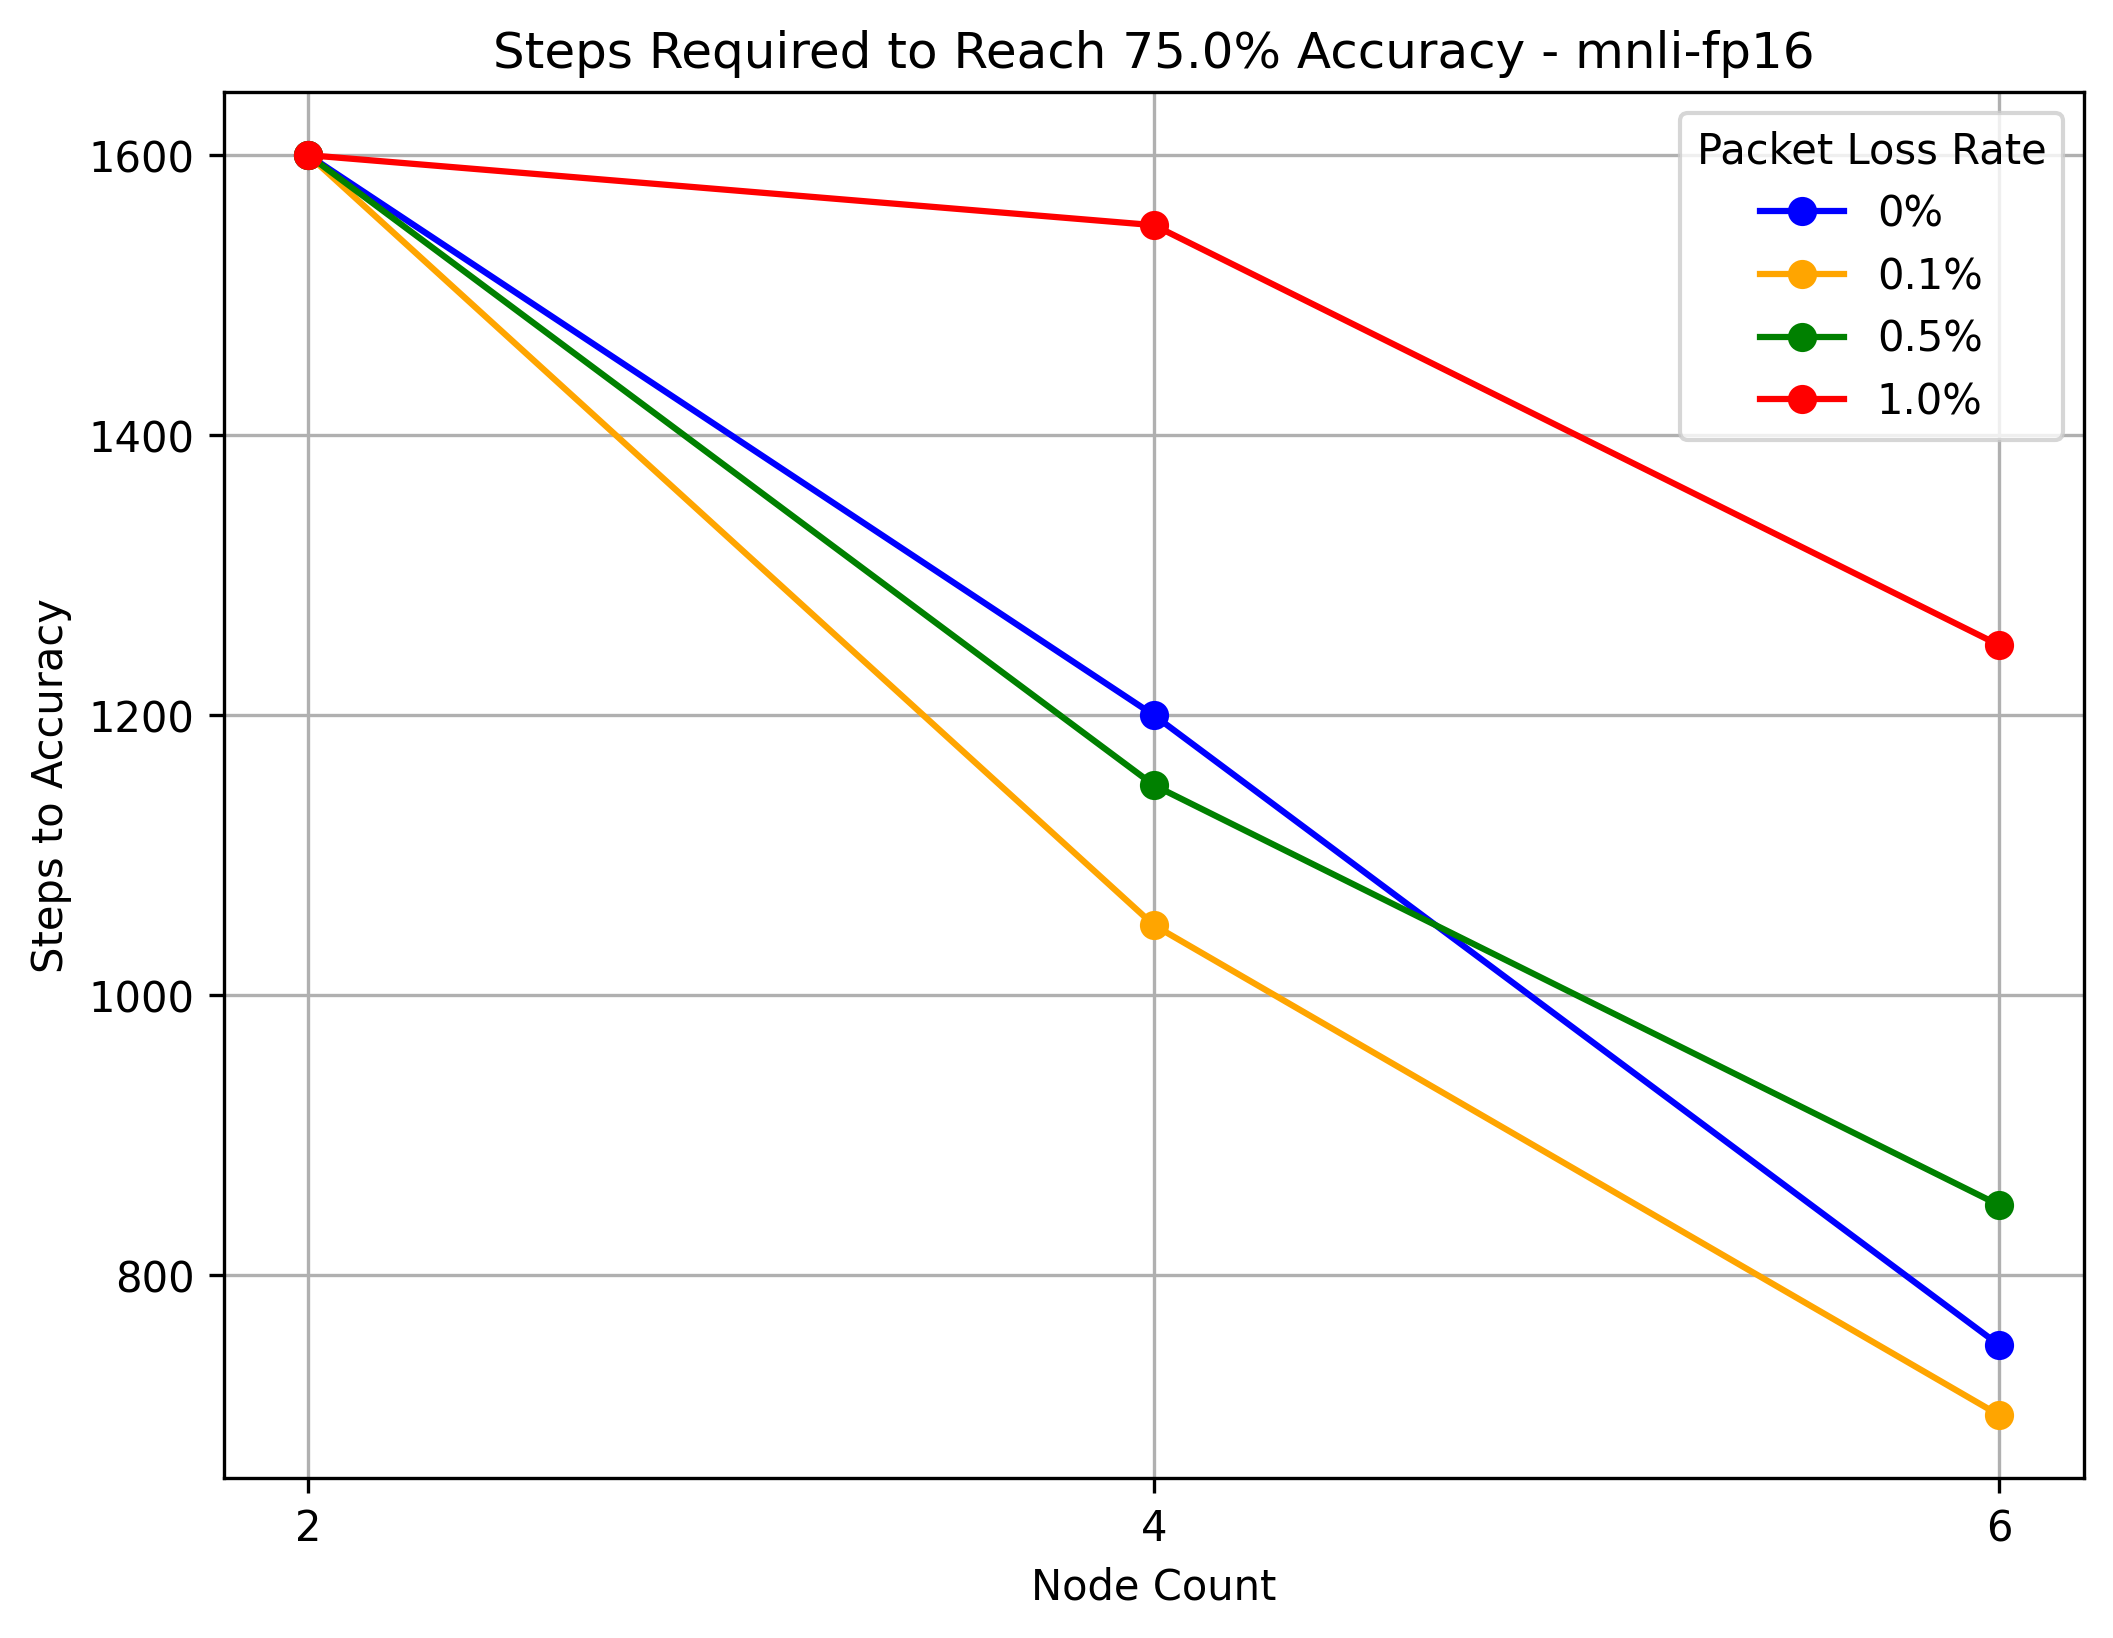 Steps Required to Reach 75.0% Accuracy - mnli-fp16
Packet Loss Rate
0%
0.1%
0.5%
1.0%
Steps to Accuracy
1600
1400
1200
1000
800
2 4 6
Node Count